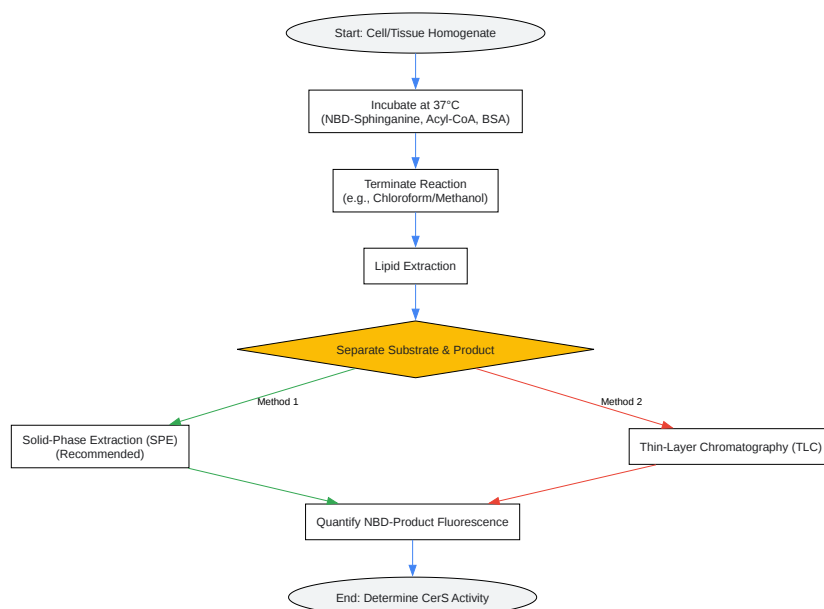 Start: Cell/Tissue Homogenate
Incubate at 37°C
(NBD-Sphinganine, Acyl-CoA, BSA)
Terminate Reaction
(e.g., Chloroform/Methanol)
Lipid Extraction
Separate Substrate & Product
Method 1
Method 2
Solid-Phase Extraction (SPE)
(Recommended)
Thin-Layer Chromatography (TLC)
Quantify NBD-Product Fluorescence
End: Determine CerS Activity